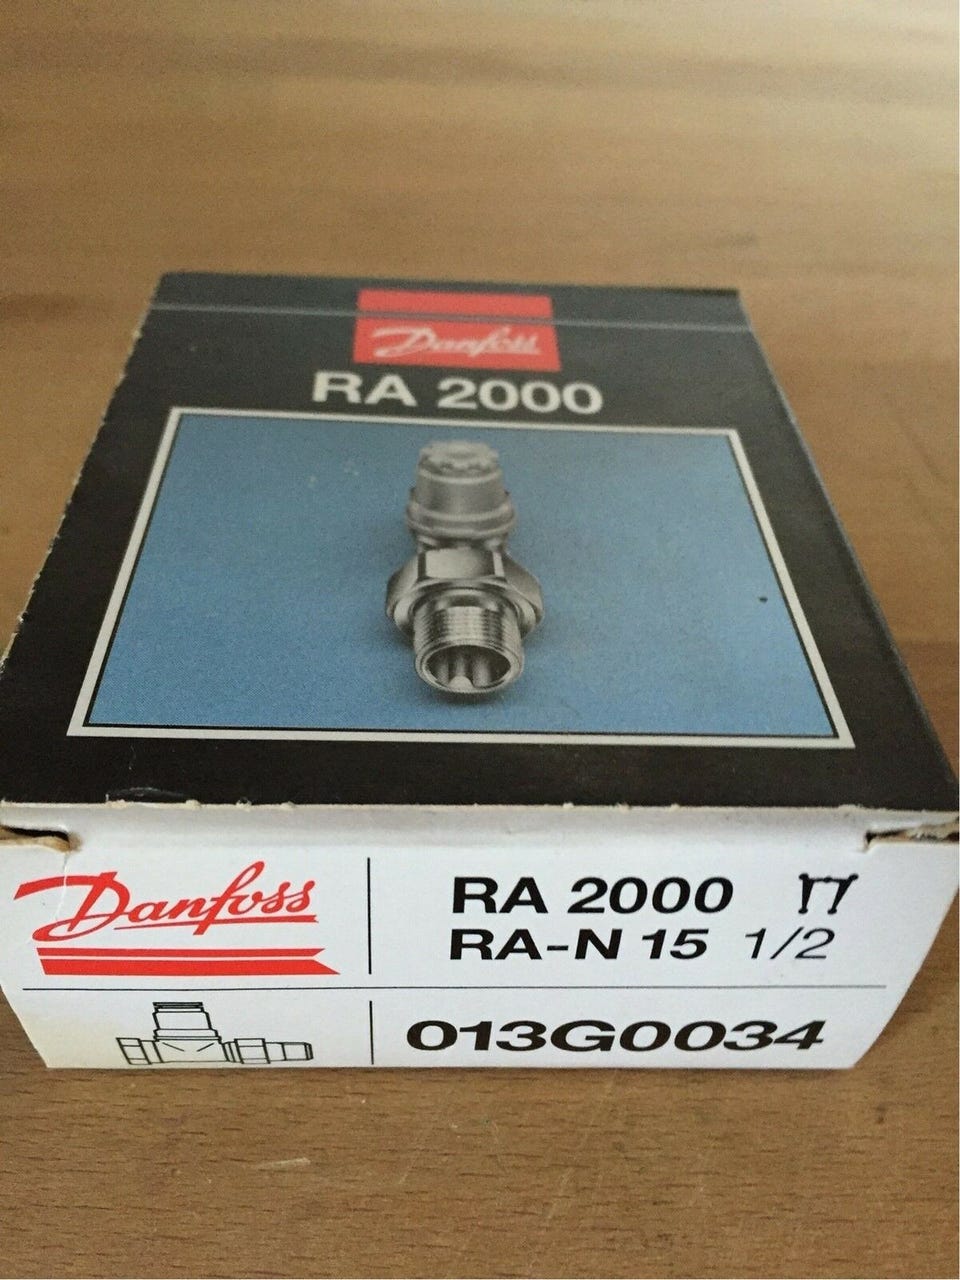 Danfoss
RA 2000
Danfoss
RA 2000
RA-N 15 1/2
013G0034